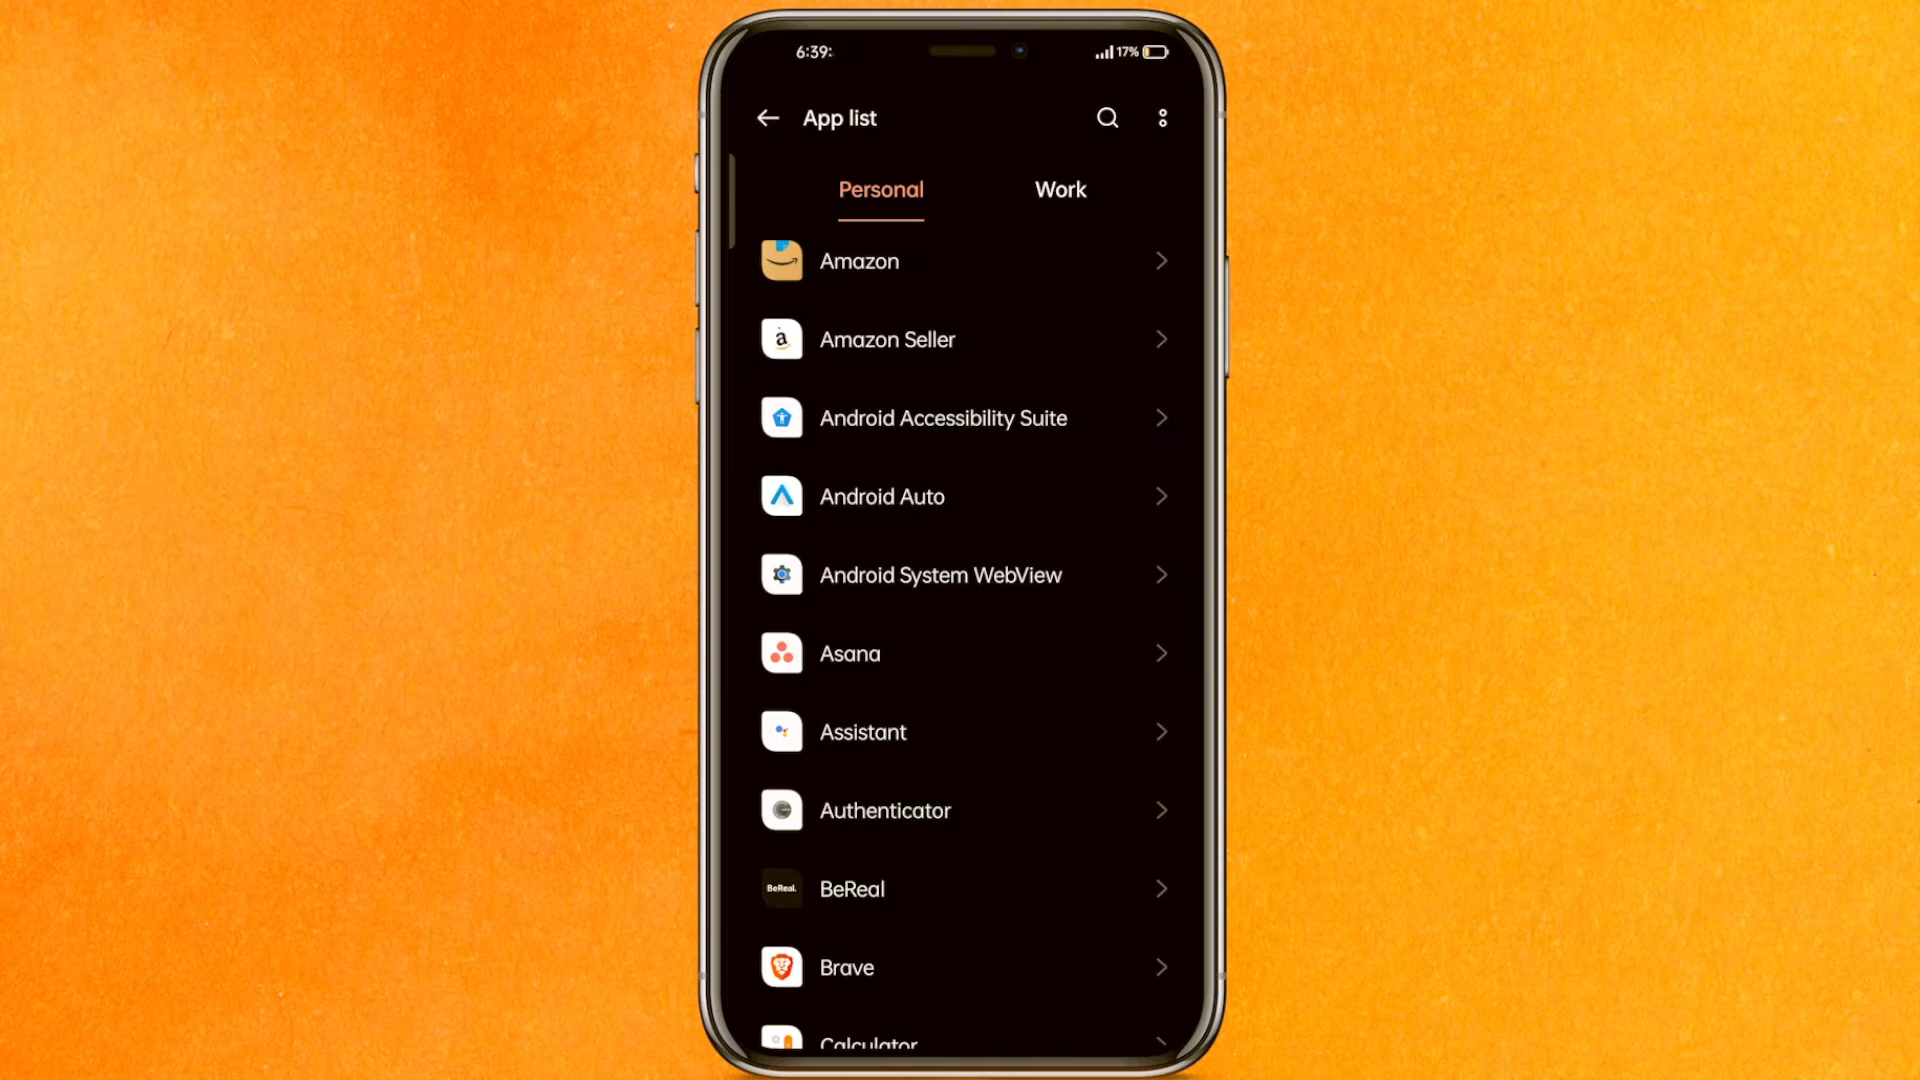 6:39:
17%
App list
Personal
Work
Amazon
a
Amazon Seller
Android Accessibility Suite
Android Auto
Android System WebView
Asana
Assistant
Authenticator
BeReal.
BeReal
Brave
Calculator